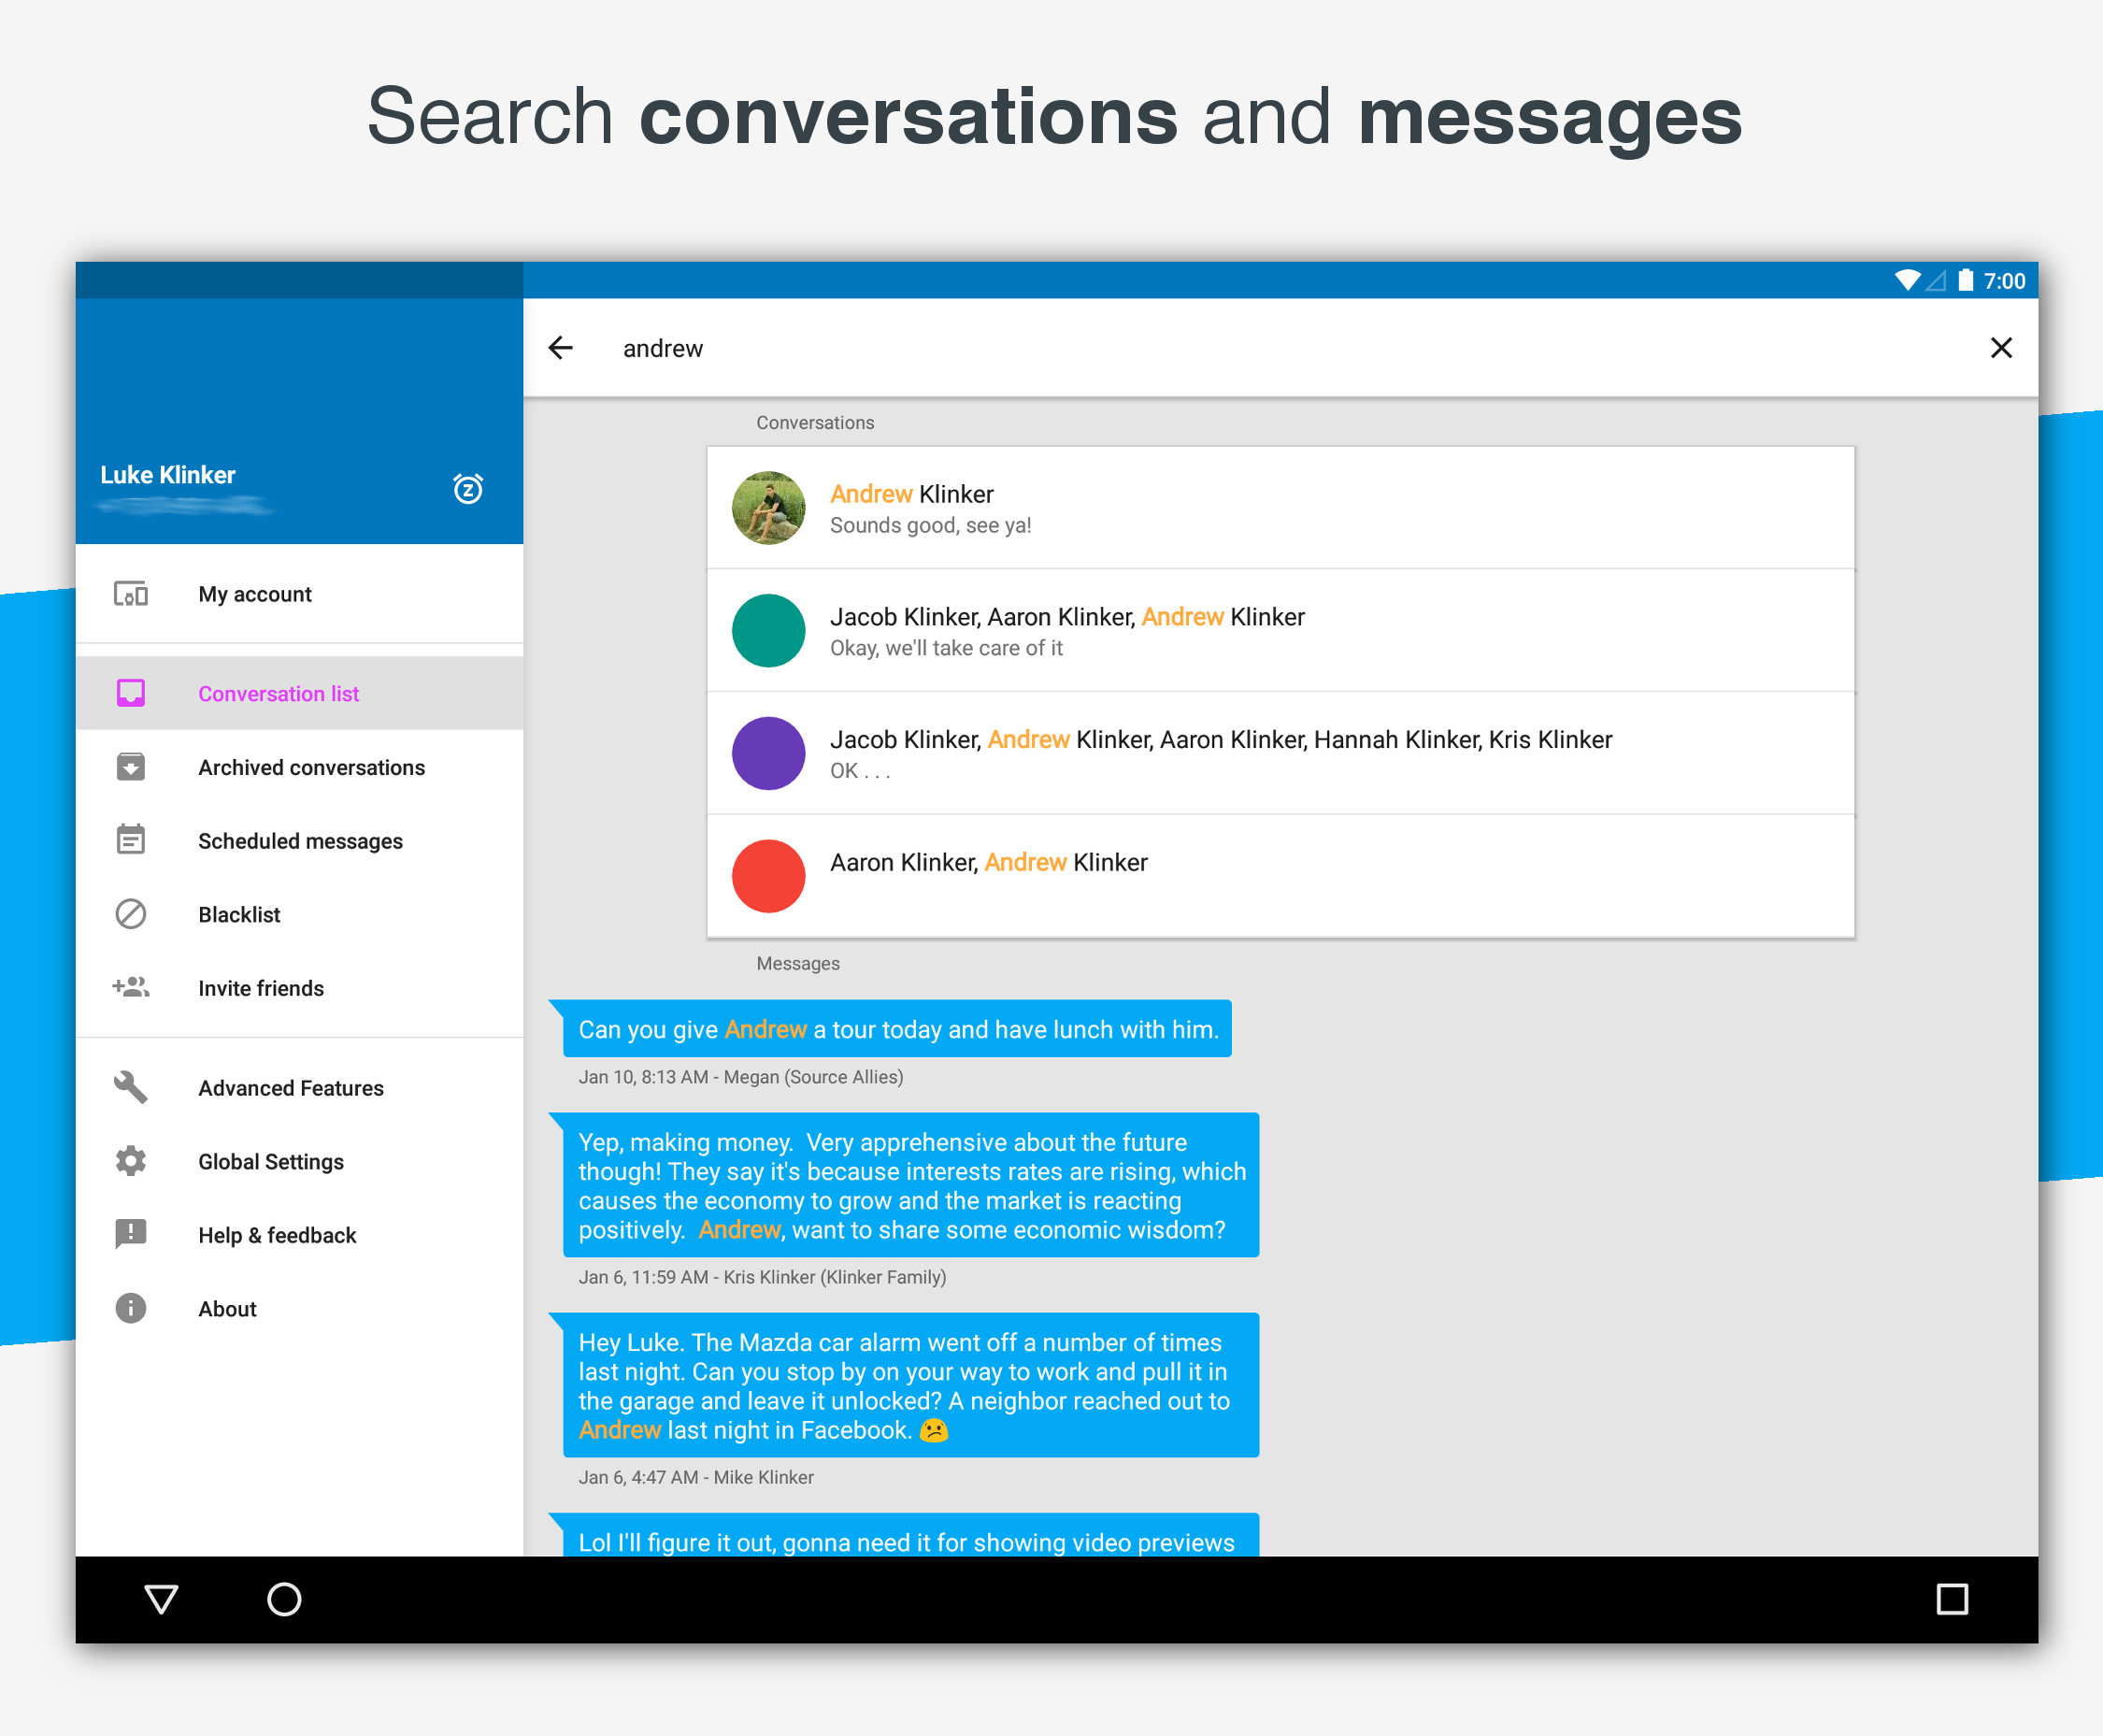 Search conversations and messages
7:00
andrew
Luke Klinker
My account
Conversation list
Archived conversations
Scheduled messages
Blacklist
Invite friends
Advanced Features
Global Settings
Help & feedback
About
Conversations
Andrew Klinker
Sounds good, see ya!
Jacob Klinker, Aaron Klinker, Andrew Klinker
Okay, we'll take care of it
Jacob Klinker, Andrew Klinker, Aaron Klinker, Hannah Klinker, Kris Klinker
OK . . .
Aaron Klinker, Andrew Klinker
Messages
Can you give Andrew a tour today and have lunch with him.
Jan 10, 8:13 AM - Megan (Source Allies)
Yep, making money.  Very apprehensive about the future
though! They say it's because interests rates are rising, which
causes the economy to grow and the market is reacting
positively.  Andrew, want to share some economic wisdom?
Jan 6, 11:59 AM - Kris Klinker (Klinker Family)
Hey Luke. The Mazda car alarm went off a number of times
last night. Can you stop by on your way to work and pull it in
the garage and leave it unlocked? A neighbor reached out to
Andrew last night in Facebook. 😕
Jan 6, 4:47 AM - Mike Klinker
Lol I'll figure it out, gonna need it for showing video previews